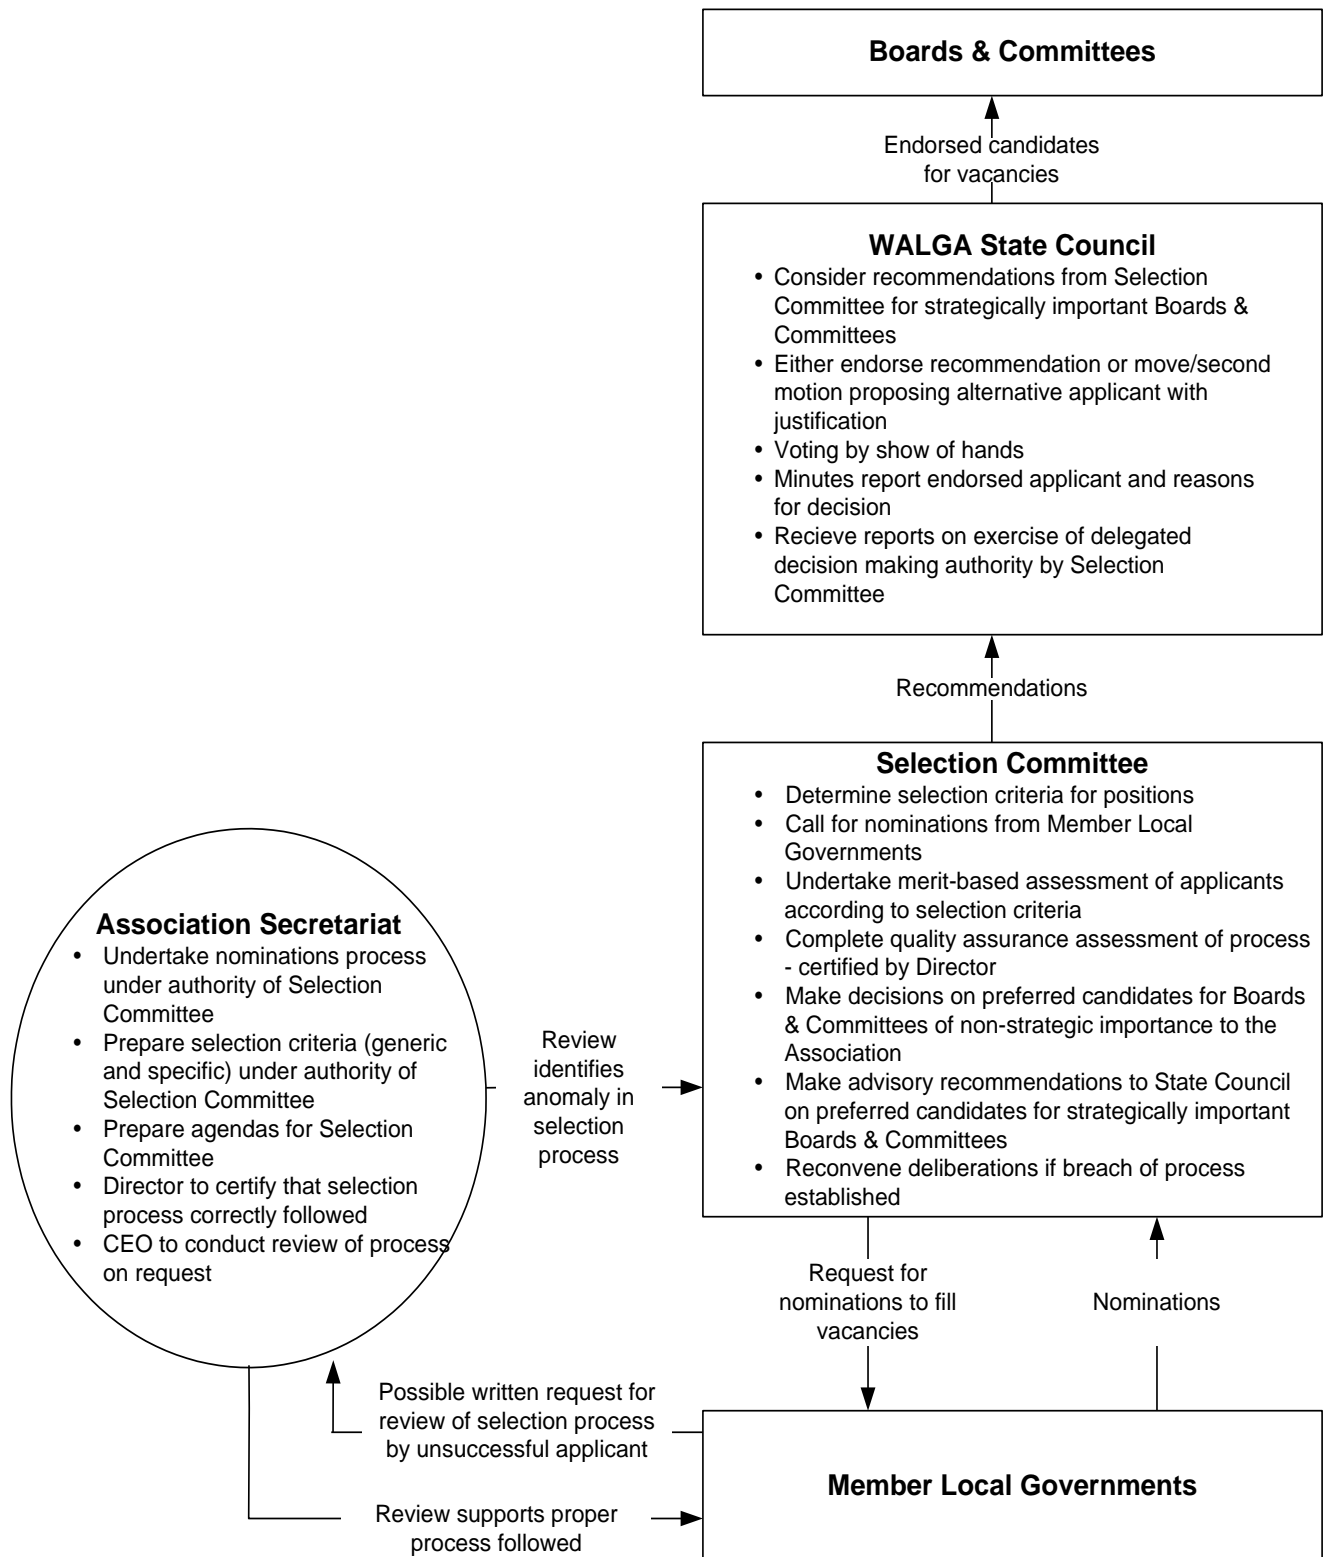 Boards & Committees
Endorsed candidates
for vacancies
WALGA State Council
• Consider recommendations from Selection
Committee for strategically important Boards &
Committees
• Either endorse recommendation or move/second
motion proposing alternative applicant with
justification
• Voting by show of hands
• Minutes report endorsed applicant and reasons
for decision
• Recieve reports on exercise of delegated
decision making authority by Selection
Committee
Recommendations
Selection Committee
• Determine selection criteria for positions
• Call for nominations from Member Local
Governments
• Undertake merit-based assessment of applicants
according to selection criteria
• Complete quality assurance assessment of process
- certified by Director
• Make decisions on preferred candidates for Boards
& Committees of non-strategic importance to the
Association
• Make advisory recommendations to State Council
on preferred candidates for strategically important
Boards & Committees
• Reconvene deliberations if breach of process
established
Association Secretariat
• Undertake nominations process
under authority of Selection
Committee
• Prepare selection criteria (generic
and specific) under authority of
Selection Committee
• Prepare agendas for Selection
Committee
• Director to certify that selection
process correctly followed
• CEO to conduct review of process
on request
Review
identifies
anomaly in
selection
process
Request for
nominations to fill
vacancies
Nominations
Possible written request for
review of selection process
by unsuccessful applicant
Member Local Governments
Review supports proper
process followed